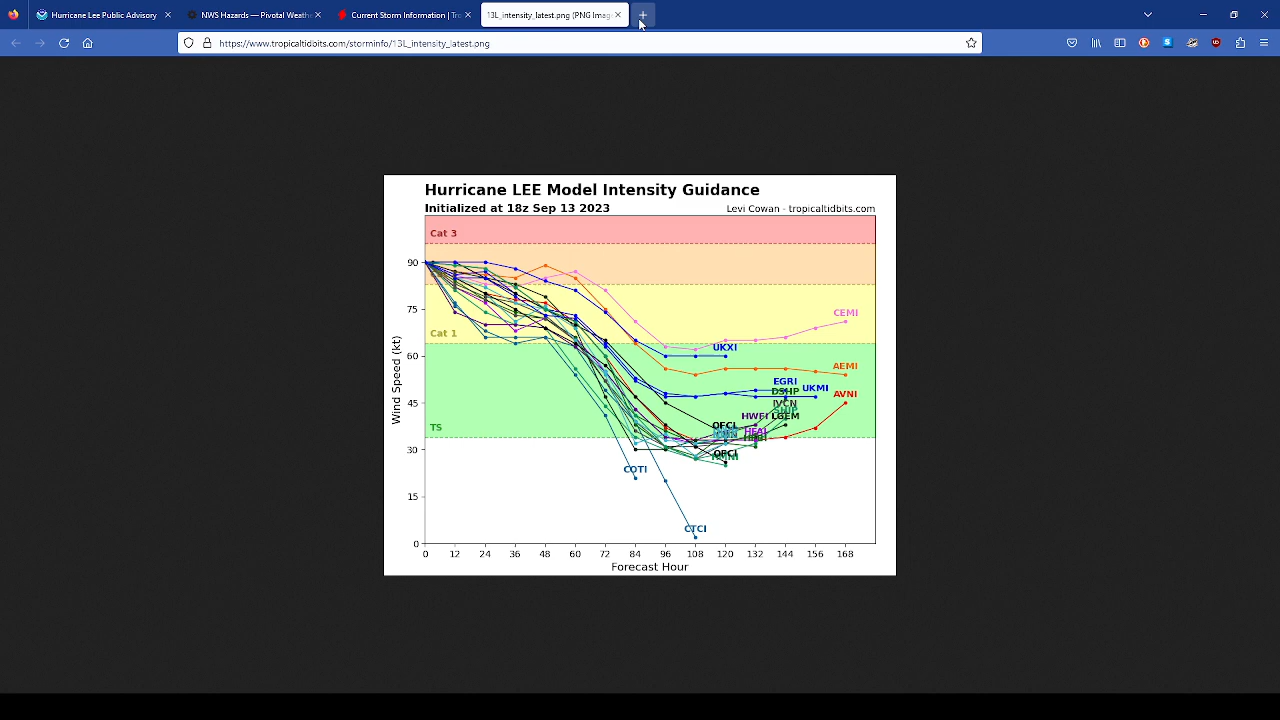 Hurricane LEE Public Advisory
NWS Hazards — Pivotal Weathe
Current Storm Information | Tro
13L_intensity_latest.png (PNG Imag
https://www.tropicaltidbits.com/storminfo/13L_intensity_latest.png
Hurricane LEE Model Intensity Guidance
Initialized at 18z Sep 13 2023
Levi Cowan - tropicaltidbits.com
Cat 3
90
75
CEMI
Cat 1
UKXI
Wind Speed (kt)
60
AEMI
EGRI
DSHP
UKMI
AVNI
45
IVCN
SHIP
HWFI
LGEM
TS
OFCL
HFAI
30
OFCI
COTI
15
CTCI
0
0 12 24 36 48 60 72 84 96 108 120 132 144 156 168
Forecast Hour